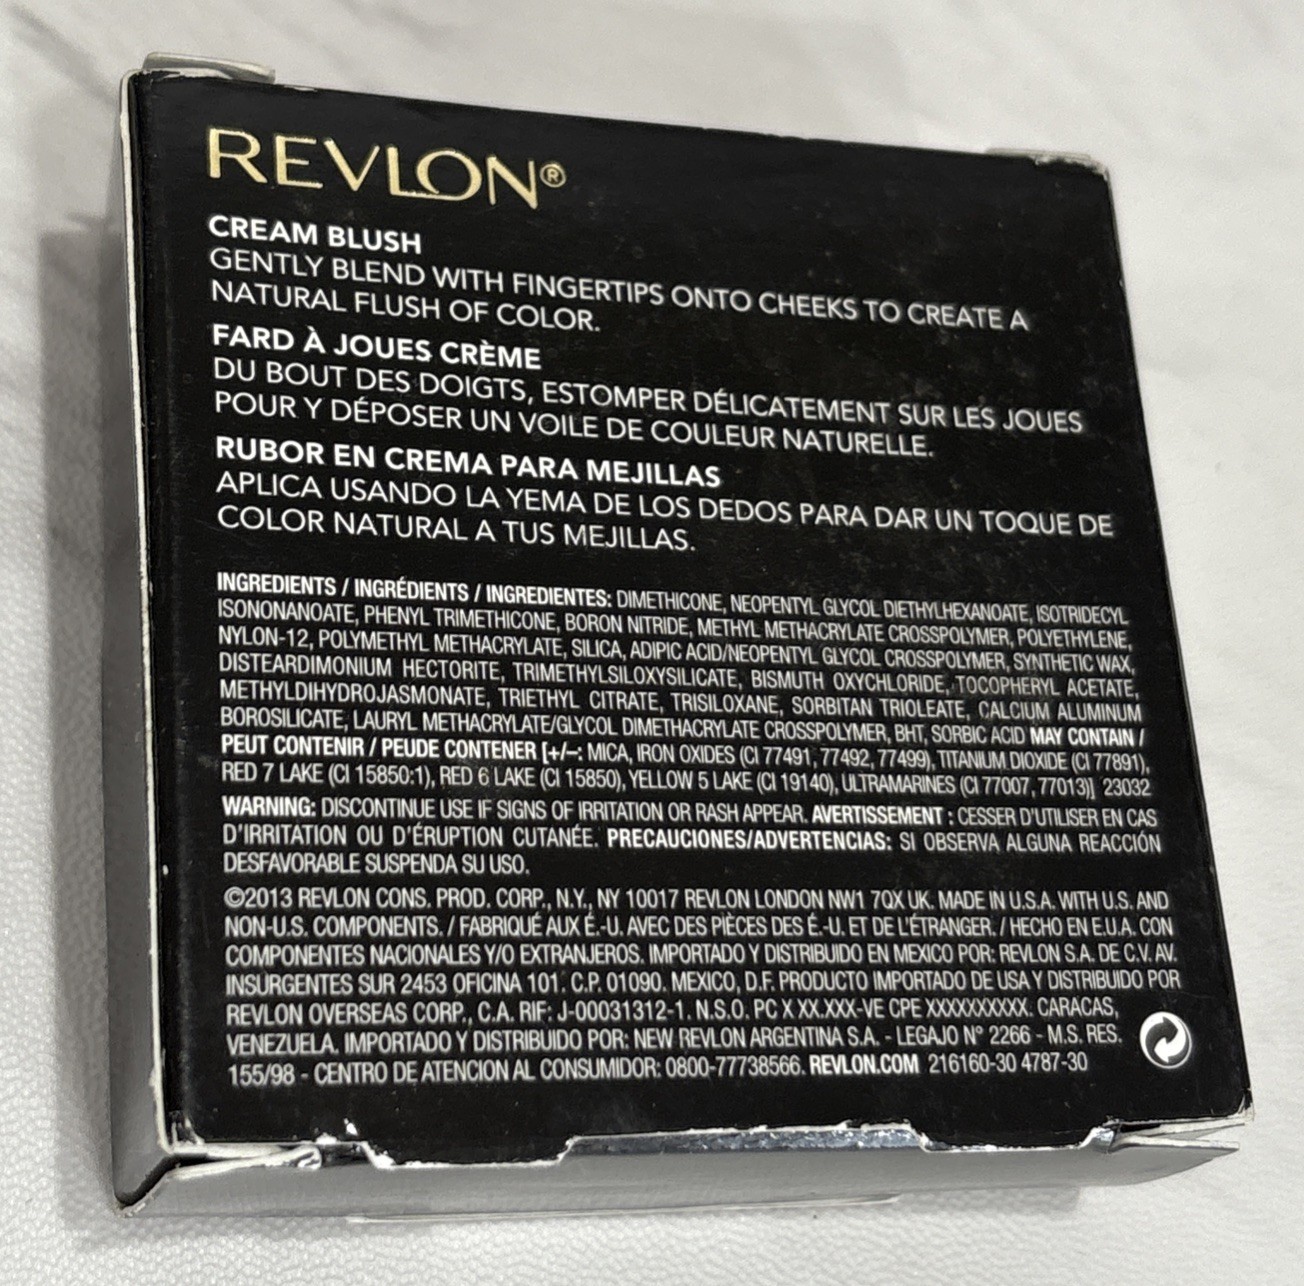 REVLON®
CREAM BLUSH
GENTLY BLEND WITH FINGERTIPS ONTO CHEEKS TO CREATE A
NATURAL FLUSH OF COLOR.
FARD À JOUES CRÈME
DU BOUT DES DOIGTS, ESTOMPER DÉLICATEMENT SUR LES JOUES
POUR Y DÉPOSER UN VOILE DE COULEUR NATURELLE.
RUBOR EN CREMA PARA MEJILLAS
APLICA USANDO LA YEMA DE LOS DEDOS PARA DAR UN TOQUE DE
COLOR NATURAL A TUS MEJILLAS.
INGREDIENTS / INGRÉDIENTS / INGREDIENTES: DIMETHICONE, NEOPENTYL GLYCOL DIETHYLHEXANOATE, ISOTRIDECYL
ISONONANOATE, PHENYL TRIMETHICONE, BORON NITRIDE, METHYL METHACRYLATE CROSSPOLYMER, POLYETHYLENE,
NYLON-12, POLYMETHYL METHACRYLATE, SILICA, ADIPIC ACID/NEOPENTYL GLYCOL CROSSPOLYMER, SYNTHETIC WAX,
DISTEARDIMONIUM HECTORITE, TRIMETHYLSILOXYSILICATE, BISMUTH OXYCHLORIDE, TOCOPHERYL ACETATE,
METHYLDIHYDROJASMONATE, TRIETHYL CITRATE, TRISILOXANE, SORBITAN TRIOLEATE, CALCIUM ALUMINUM
BOROSILICATE, LAURYL METHACRYLATE/GLYCOL DIMETHACRYLATE CROSSPOLYMER, BHT, SORBIC ACID MAY CONTAIN /
PEUT CONTENIR / PEUDE CONTENER [+/–: MICA, IRON OXIDES (CI 77491, 77492, 77499), TITANIUM DIOXIDE (CI 77891),
RED 7 LAKE (CI 15850:1), RED 6 LAKE (CI 15850), YELLOW 5 LAKE (CI 19140), ULTRAMARINES (CI 77007, 77013)] 23032
WARNING: DISCONTINUE USE IF SIGNS OF IRRITATION OR RASH APPEAR. AVERTISSEMENT : CESSER D'UTILISER EN CAS
D'IRRITATION OU D'ÉRUPTION CUTANÉE. PRECAUCIONES/ADVERTENCIAS: SI OBSERVA ALGUNA REACCIÓN
DESFAVORABLE SUSPENDA SU USO.
©2013 REVLON CONS. PROD. CORP., N.Y., NY 10017 REVLON LONDON NW1 7QX UK. MADE IN U.S.A. WITH U.S. AND
NON-U.S. COMPONENTS. / FABRIQUÉ AUX É.-U. AVEC DES PIÈCES DES É.-U. ET DE L'ÉTRANGER. / HECHO EN E.U.A. CON
COMPONENTES NACIONALES Y/O EXTRANJEROS. IMPORTADO Y DISTRIBUIDO EN MEXICO POR: REVLON S.A. DE C.V. AV.
INSURGENTES SUR 2453 OFICINA 101. C.P. 01090. MEXICO, D.F. PRODUCTO IMPORTADO DE USA Y DISTRIBUIDO POR
REVLON OVERSEAS CORP., C.A. RIF: J-00031312-1. N.S.O. PC X XX.XXX-VE CPE XXXXXXXXXX. CARACAS,
VENEZUELA. IMPORTADO Y DISTRIBUIDO POR: NEW REVLON ARGENTINA S.A. - LEGAJO N° 2266 - M.S. RES.
155/98 - CENTRO DE ATENCION AL CONSUMIDOR: 0800-77738566. REVLON.COM 216160-30 4787-30